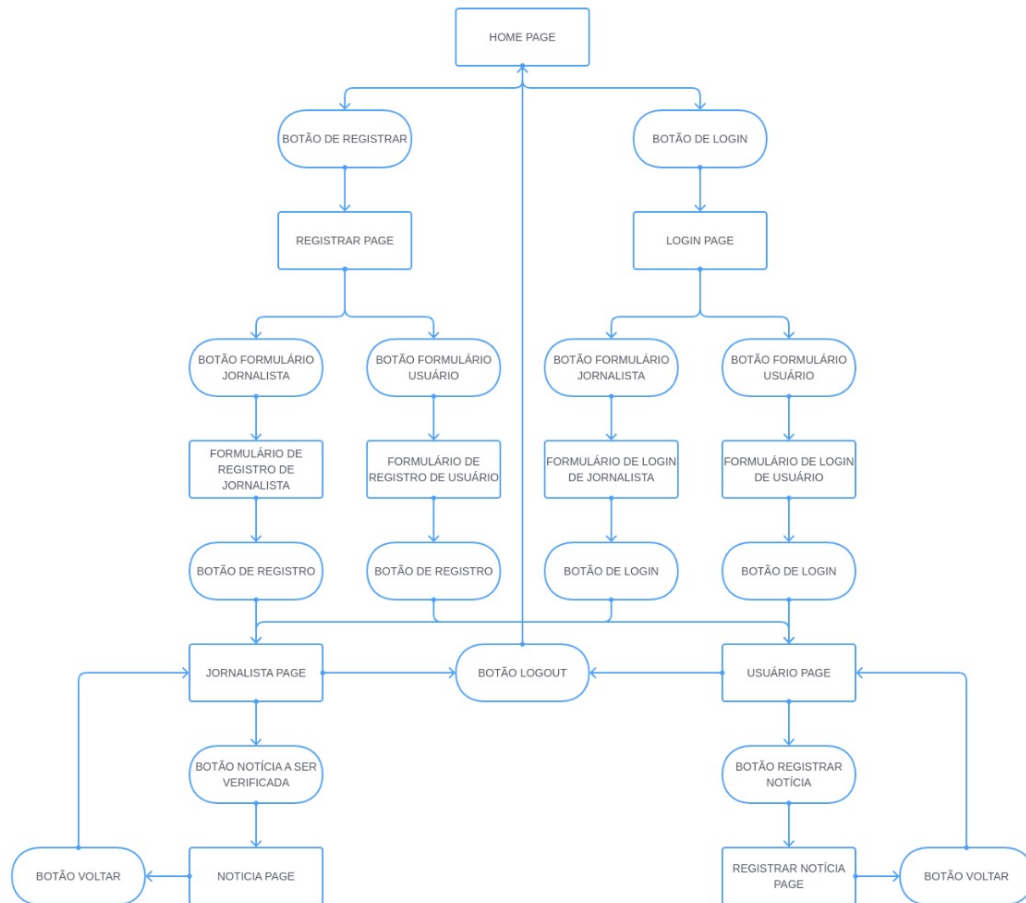 HOME PAGE
BOTÃO DE REGISTRAR
BOTÃO DE LOGIN
REGISTRAR PAGE
LOGIN PAGE
BOTÃO FORMULÁRIO
JORNALISTA
BOTÃO FORMULÁRIO
USUÁRIO
BOTÃO FORMULÁRIO
JORNALISTA
BOTÃO FORMULÁRIO
USUÁRIO
FORMULÁRIO DE
REGISTRO DE
JORNALISTA
FORMULÁRIO DE
REGISTRO DE USUÁRIO
FORMULÁRIO DE LOGIN
DE JORNALISTA
FORMULÁRIO DE LOGIN
DE USUÁRIO
BOTÃO DE REGISTRO
BOTÃO DE REGISTRO
BOTÃO DE LOGIN
BOTÃO DE LOGIN
JORNALISTA PAGE
BOTÃO LOGOUT
USUÁRIO PAGE
BOTÃO NOTÍCIA A SER
VERIFICADA
BOTÃO REGISTRAR
NOTÍCIA
BOTÃO VOLTAR
NOTICIA PAGE
REGISTRAR NOTÍCIA
PAGE
BOTÃO VOLTAR